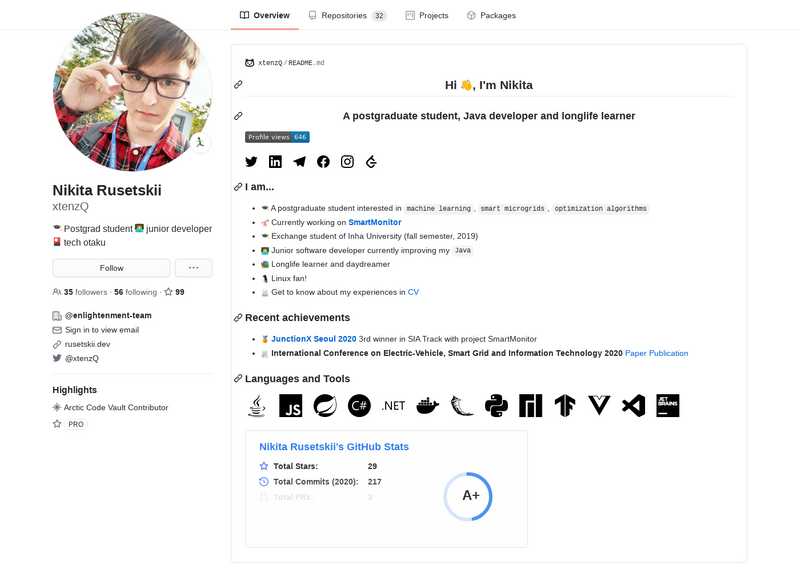 Overview
Repositories 32
Projects
Packages
Nikita Rusetskii
xtenzQ
Postgrad student junior developer
tech otaku
Follow
...
35 followers · 56 following · 99
@enlightenment-team
Sign in to view email
rusetskii.dev
@xtenzQ
Highlights
Arctic Code Vault Contributor
PRO
xtenzQ/README.md
Hi 👋, I'm Nikita
A postgraduate student, Java developer and longlife learner
Profile views 646
I am...
A postgraduate student interested in machine learning, smart microgrids, optimization algorithms
Currently working on SmartMonitor
Exchange student of Inha University (fall semester, 2019)
Junior software developer currently improving my Java
Longlife learner and daydreamer
Linux fan!
Get to know about my experiences in CV
Recent achievements
JunctionX Seoul 2020 3rd winner in SIA Track with project SmartMonitor
International Conference on Electric-Vehicle, Smart Grid and Information Technology 2020 Paper Publication
Languages and Tools
JS
C#
.NET
JET
BRAINS
Nikita Rusetskii's GitHub Stats
Total Stars: 29
Total Commits (2020): 217
Total PRs: 3
A+